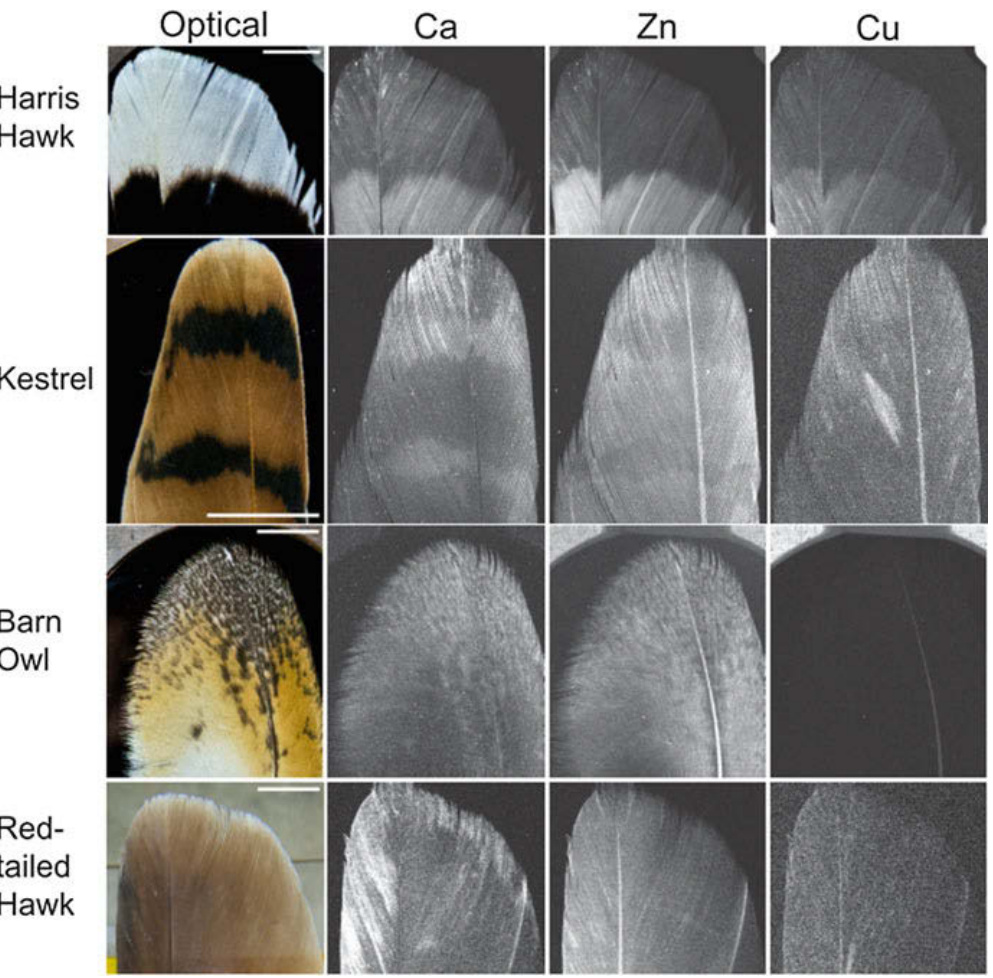 Optical Ca Zn Cu
Harris
Hawk
Kestrel
Barn
Owl
Red-
tailed
Hawk